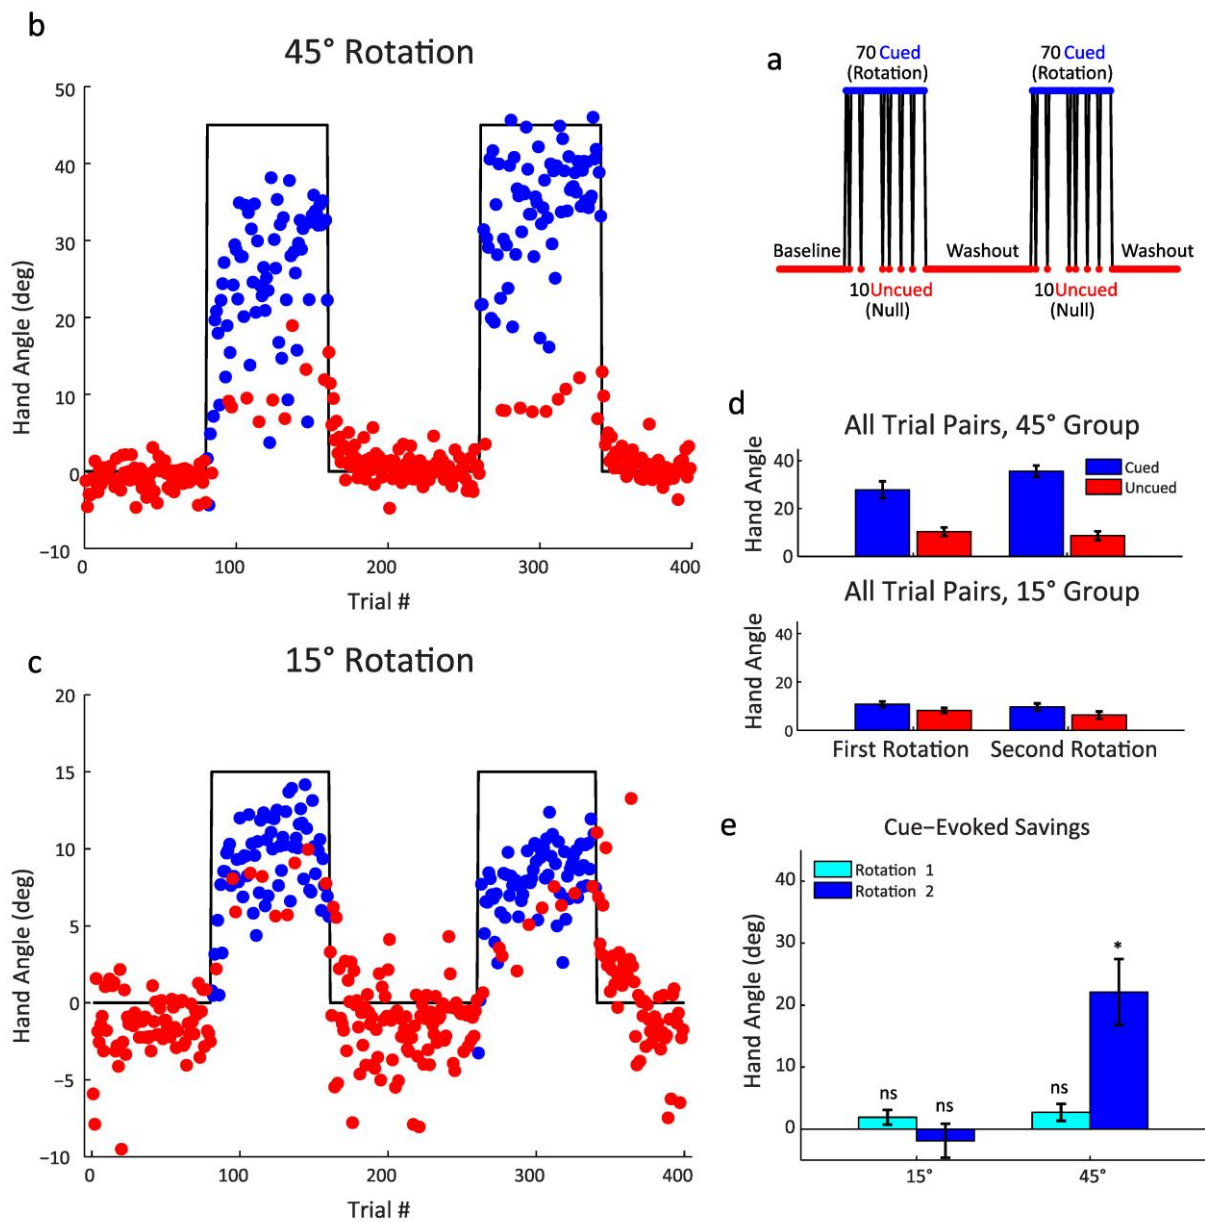 b
45° Rotation
50
40
30
20
10
0
−10
0
100
200
300
400
Hand Angle (deg)
Trial #
a
70 Cued
(Rotation)
70 Cued
(Rotation)
Baseline
Washout
Washout
10 Uncued
(Null)
10 Uncued
(Null)
c
15° Rotation
20
15
10
5
0
−5
−10
0
100
200
300
400
Hand Angle (deg)
Trial #
d
All Trial Pairs, 45° Group
40
20
0
Hand Angle
Cued
Uncued
All Trial Pairs, 15° Group
40
20
0
Hand Angle
First Rotation
Second Rotation
e
Cue−Evoked Savings
Rotation 1
Rotation 2
40
30
20
10
0
Hand Angle (deg)
ns
ns
ns
*
15°
45°